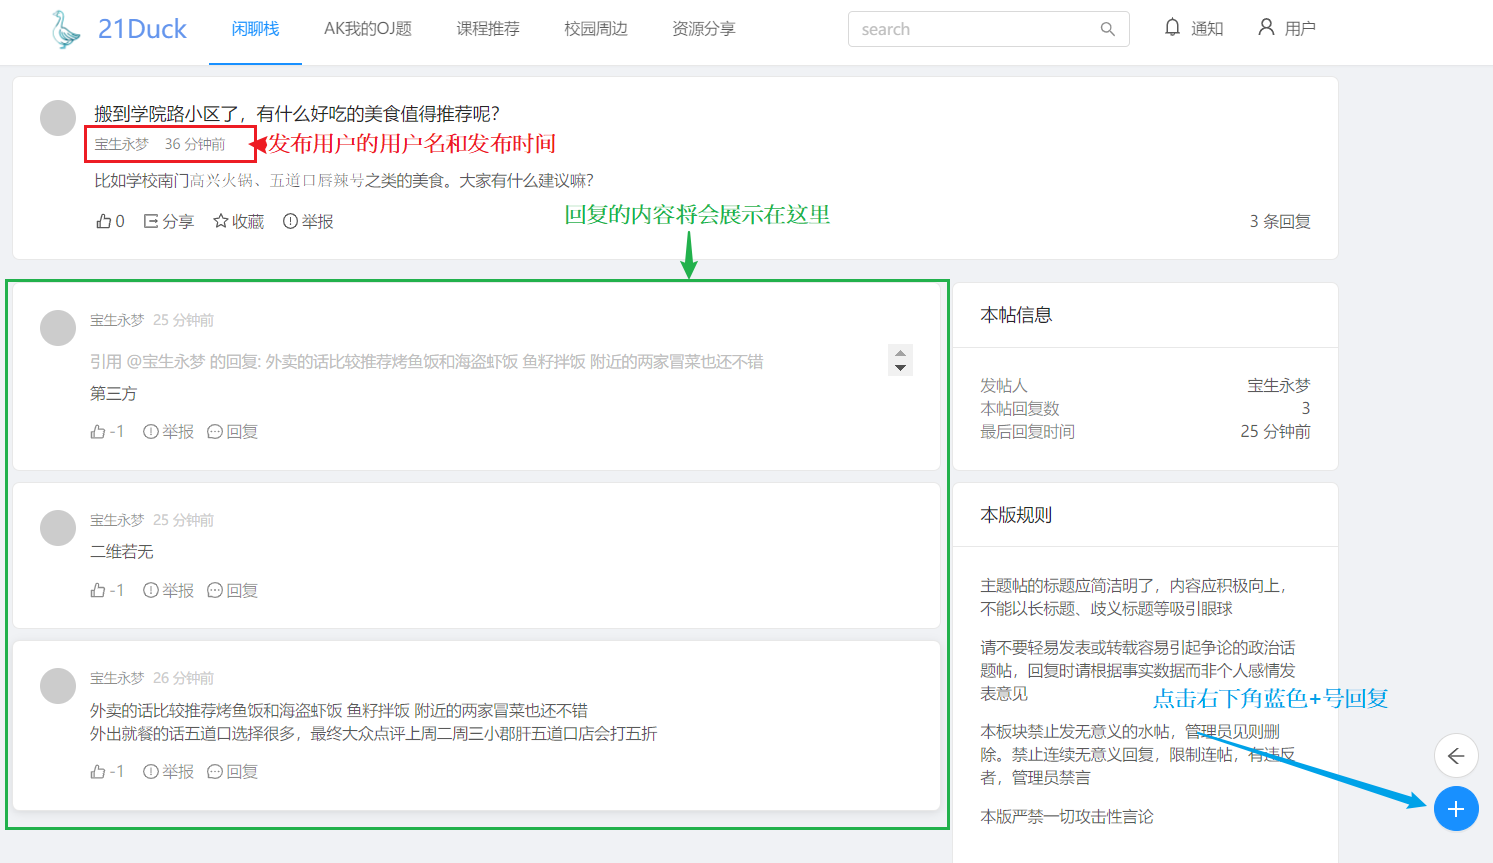 21Duck
闲聊栈
AK我的OJ题
课程推荐
校园周边
资源分享
search
通知
用户
搬到学院路小区了，有什么好吃的美食值得推荐呢？
宝生永梦 36 分钟前
发布用户的用户名和发布时间
比如学校南门高兴火锅、五道口唇辣号之类的美食。大家有什么建议嘛？
0 分享 收藏 举报
3 条回复
回复的内容将会展示在这里
宝生永梦 25 分钟前
引用 @宝生永梦 的回复: 外卖的话比较推荐烤鱼饭和海盗虾饭 鱼籽拌饭 附近的两家冒菜也还不错
第三方
-1 举报 回复
宝生永梦 25 分钟前
二维若无
-1 举报 回复
宝生永梦 26 分钟前
外卖的话比较推荐烤鱼饭和海盗虾饭 鱼籽拌饭 附近的两家冒菜也还不错
外出就餐的话五道口选择很多，最终大众点评上周二周三小郡肝五道口店会打五折
-1 举报 回复
本帖信息
发帖人 宝生永梦
本帖回复数 3
最后回复时间 25 分钟前
本版规则
主题帖的标题应简洁明了，内容应积极向上，
不能以长标题、歧义标题等吸引眼球
请不要轻易发表或转载容易引起争论的政治话
题帖，回复时请根据事实数据而非个人感情发
表意见
点击右下角蓝色+号回复
本板块禁止发无意义的水帖，管理员见则删
除。禁止连续无意义回复，限制连帖，有违反
者，管理员禁言
本版严禁一切攻击性言论